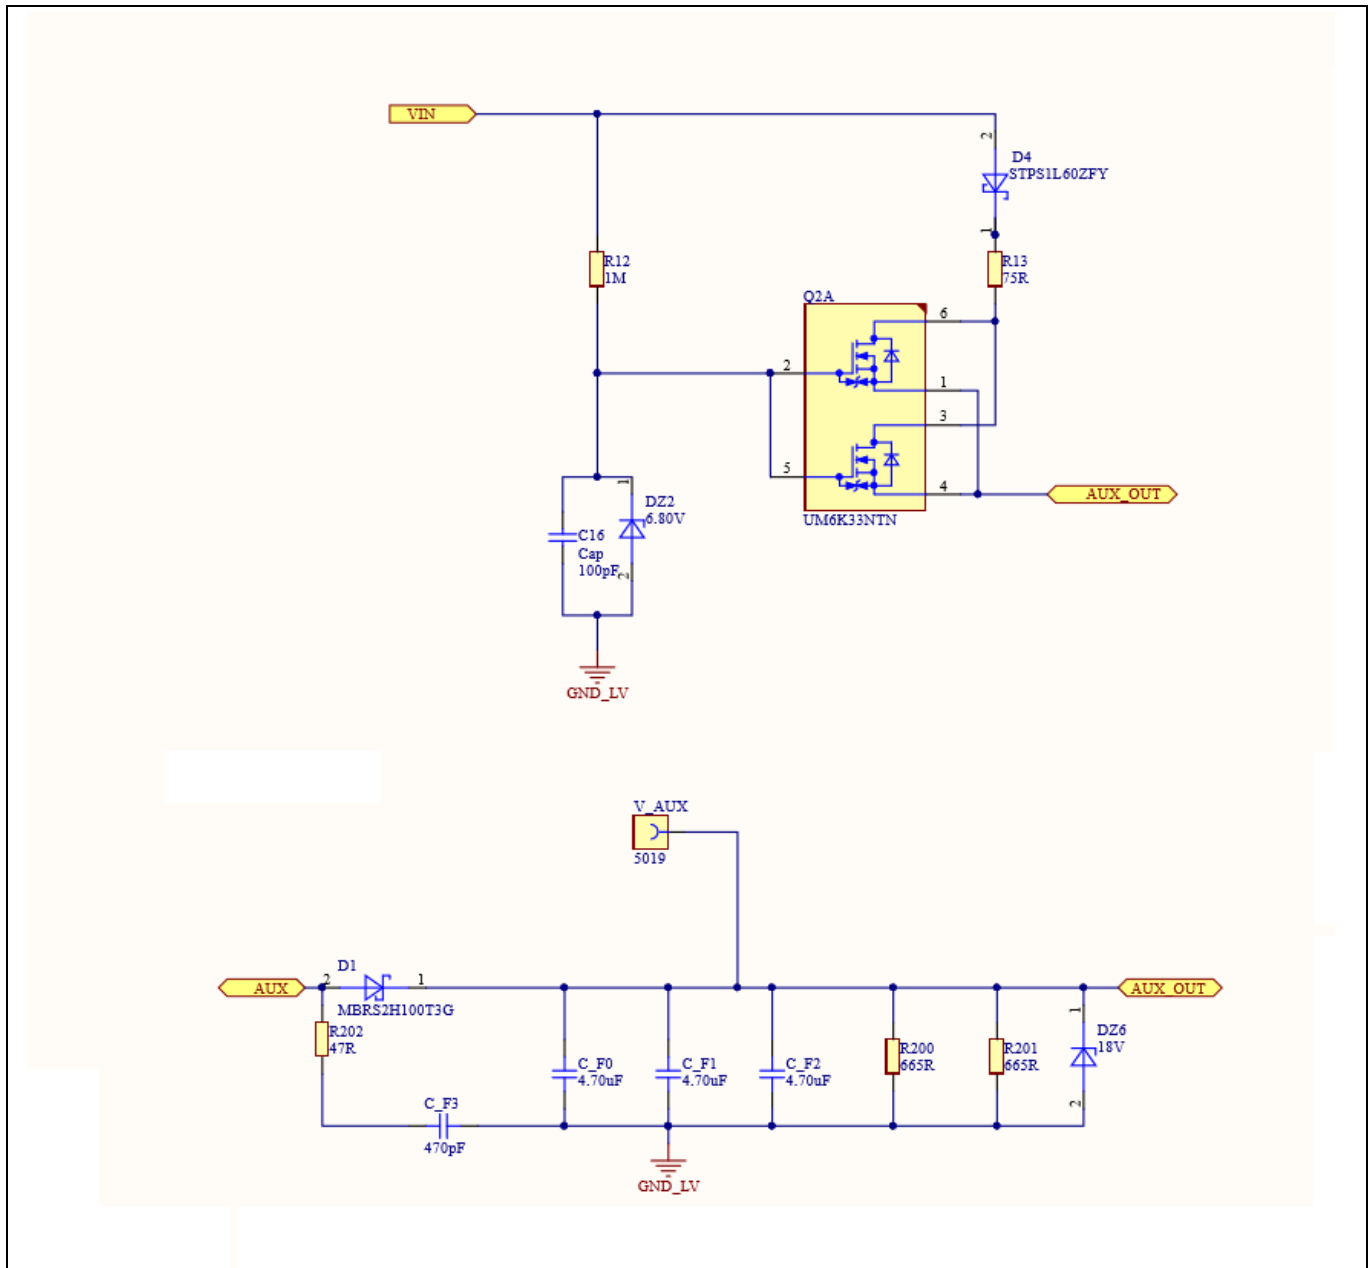 VIN
2
D4
STPS1L60ZFY
1
R12
1M
R13
75R
Q2A
6
2
1
3
5
4
AUX_OUT
UM6K33NTN
1
DZ2
6.80V
C16
Cap
100pF
2
GND_LV
V_AUX
5019
D1
AUX
2
1
AUX_OUT
MBRS2H100T3G
R202
47R
C_F0
4.70uF
C_F1
4.70uF
C_F2
4.70uF
R200
665R
R201
665R
1
DZ6
18V
2
C_F3
470pF
GND_LV